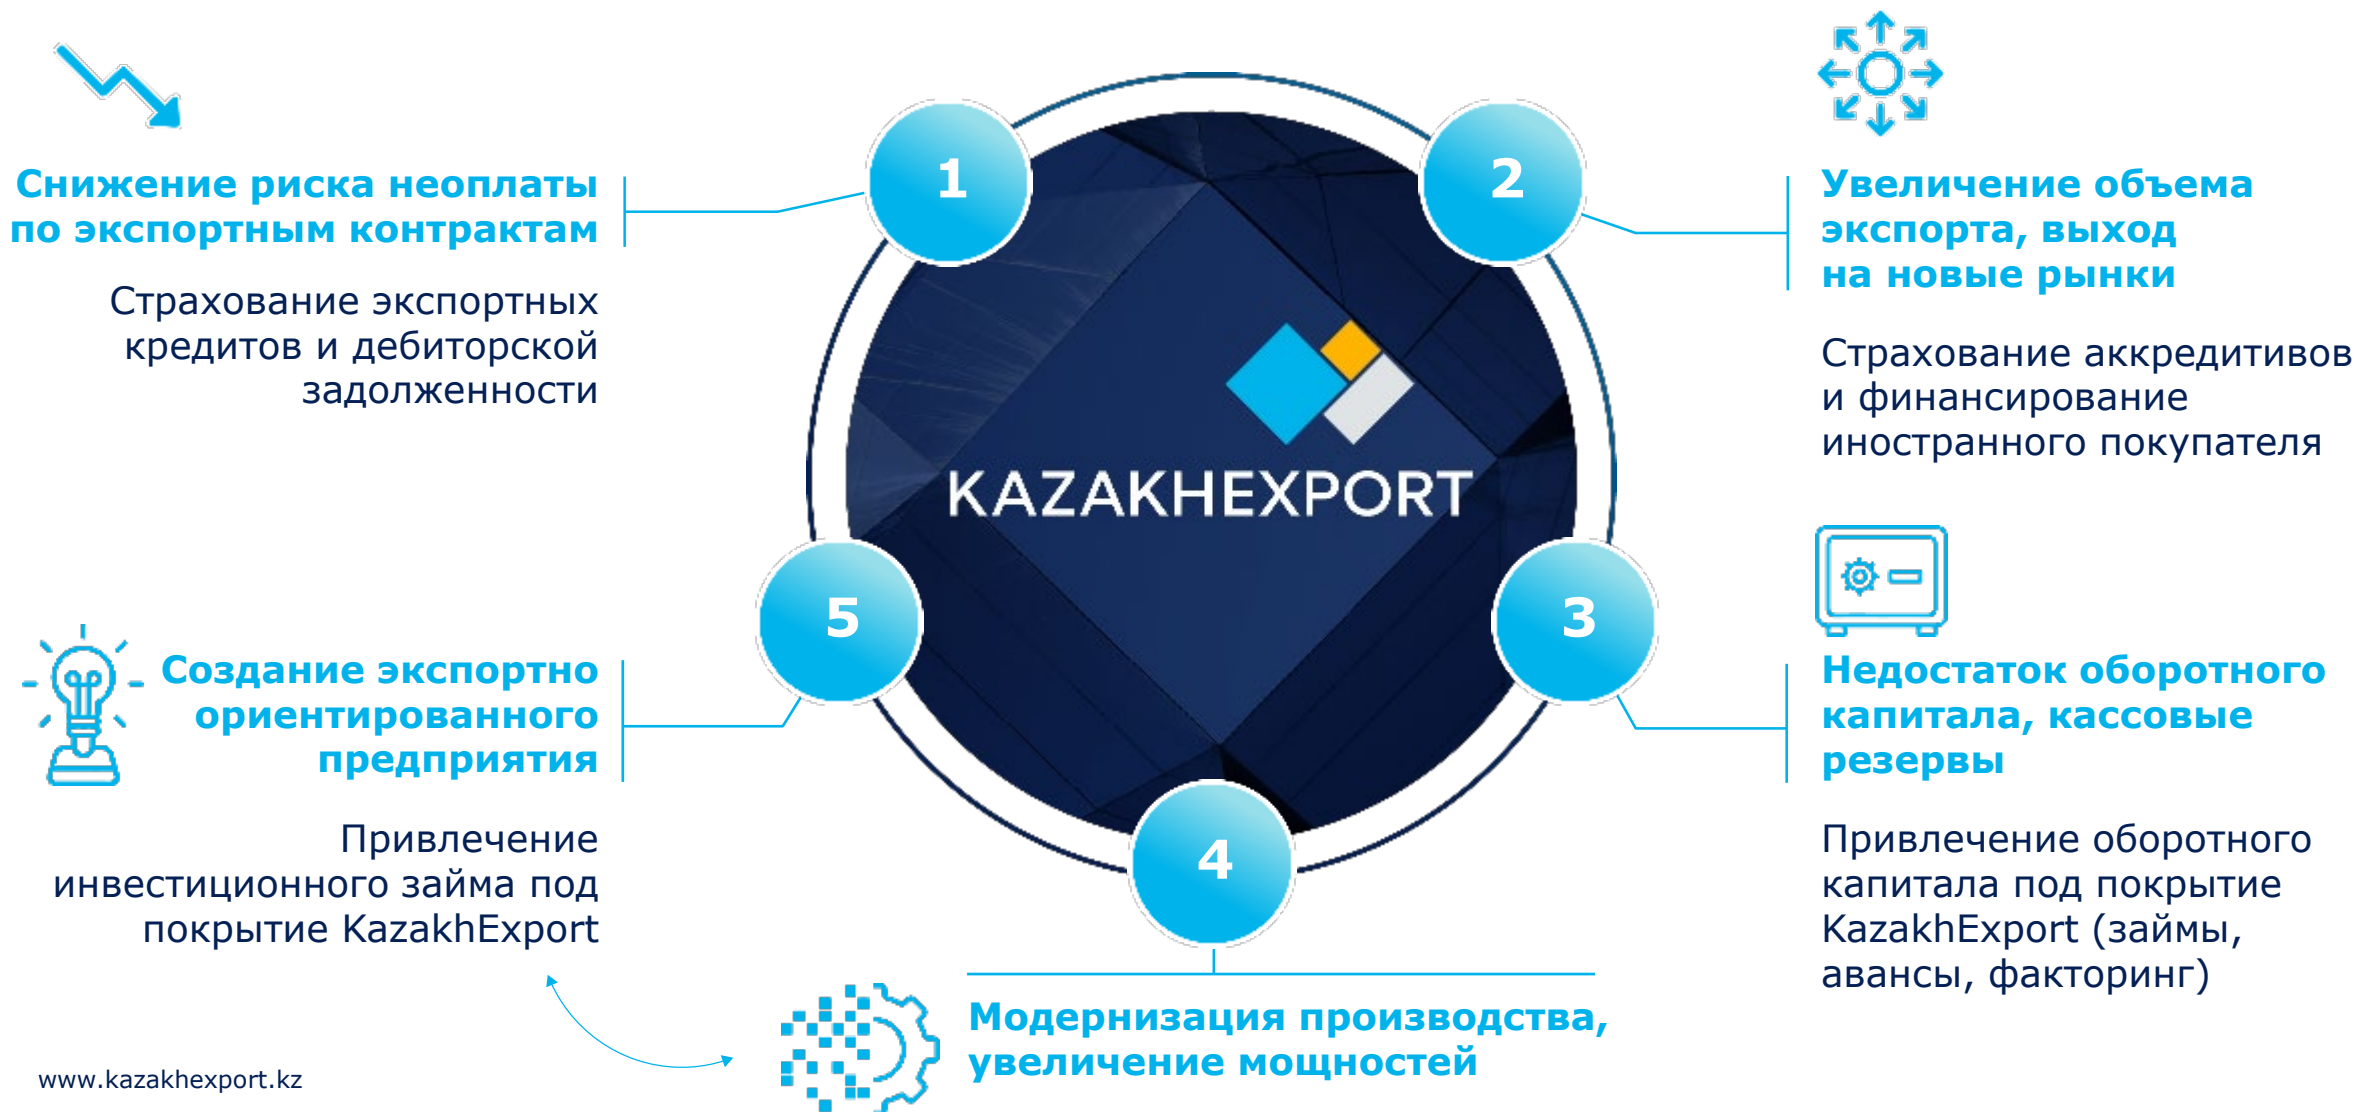 1
Снижение риска неоплаты
по экспортным контрактам
Страхование экспортных
кредитов и дебиторской
задолженности
2
Увеличение объема
экспорта, выход
на новые рынки
Страхование аккредитивов
и финансирование
иностранного покупателя
KAZAKHEXPORT
3
Недостаток оборотного
капитала, кассовые
резервы
Привлечение оборотного
капитала под покрытие
KazakhExport (займы,
авансы, факторинг)
4
Модернизация производства,
увеличение мощностей
5
Создание экспортно
ориентированного
предприятия
Привлечение
инвестиционного займа под
покрытие KazakhExport
www.kazakhexport.kz